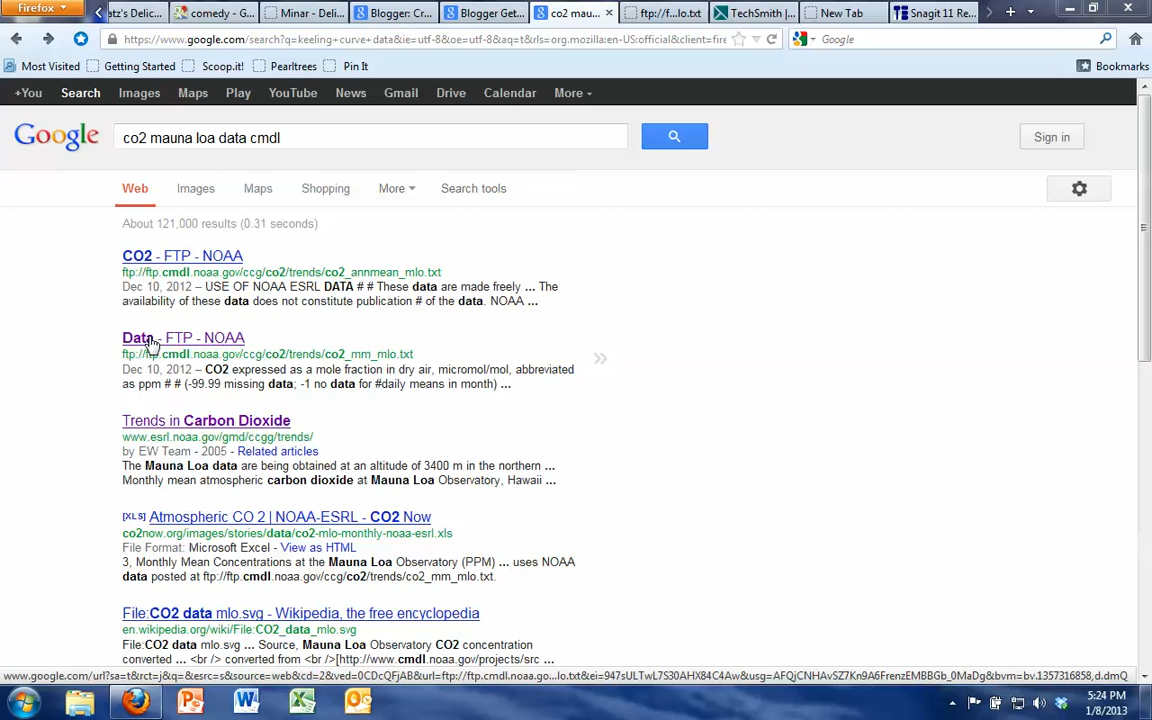 Firefox
atz's Delic...
comedy - G...
Minar - Deli...
Blogger: Cr...
Blogger Get...
co2 mau...
ftp://f...lo.txt
TechSmith |...
New Tab
Snagit 11 Re...
https://www.google.com/search?q=keeling+curve+data&ie=utf-8&oe=utf-8&aq=t&rls=org.mozilla:en-US:official&client=fire
Google
Most Visited
Getting Started
Scoop.it!
Pearltrees
Pin It
Bookmarks
+You Search Images Maps Play YouTube News Gmail Drive Calendar More
Google
co2 mauna loa data cmdl
Sign in
Web Images Maps Shopping More Search tools
About 121,000 results (0.31 seconds)
CO2 - FTP - NOAA
ftp://ftp.cmdl.noaa.gov/ccg/co2/trends/co2_annmean_mlo.txt
Dec 10, 2012 – USE OF NOAA ESRL DATA # # These data are made freely ... The
availability of these data does not constitute publication # of the data. NOAA ...
Data - FTP - NOAA
ftp://ftp.cmdl.noaa.gov/ccg/co2/trends/co2_mm_mlo.txt
Dec 10, 2012 – CO2 expressed as a mole fraction in dry air, micromol/mol, abbreviated
as ppm # # (-99.99 missing data; -1 no data for #daily means in month) ...
Trends in Carbon Dioxide
www.esrl.noaa.gov/gmd/ccgg/trends/
by EW Team - 2005 - Related articles
The Mauna Loa data are being obtained at an altitude of 3400 m in the northern ...
Monthly mean atmospheric carbon dioxide at Mauna Loa Observatory, Hawaii ...
[XLS] Atmospheric CO 2 | NOAA-ESRL - CO2 Now
co2now.org/images/stories/data/co2-mlo-monthly-noaa-esrl.xls
File Format: Microsoft Excel - View as HTML
3, Monthly Mean Concentrations at the Mauna Loa Observatory (PPM) ... uses NOAA
data posted at ftp://ftp.cmdl.noaa.gov/ccg/co2/trends/co2_mm_mlo.txt.
File:CO2 data mlo.svg - Wikipedia, the free encyclopedia
en.wikipedia.org/wiki/File:CO2_data_mlo.svg
File:CO2 data mlo.svg ... Source, Mauna Loa Observatory CO2 concentration
converted ... <br /> converted from <br />[http://www.cmdl.noaa.gov/projects/src ...
www.google.com/url?sa=t&rct=j&q=&esrc=s&source=web&cd=2&ved=0CDcQFjAB&url=ftp://ftp.cmdl.noaa.go...lo.txt&ei=947sULTwL7S30AHX84C4Aw&usg=AFQjCNHAvSZ7Kn9A6FrenzEMBBGb_0MaDg&bvm=bv.1357316858,d.dmQ
5:24 PM
1/8/2013